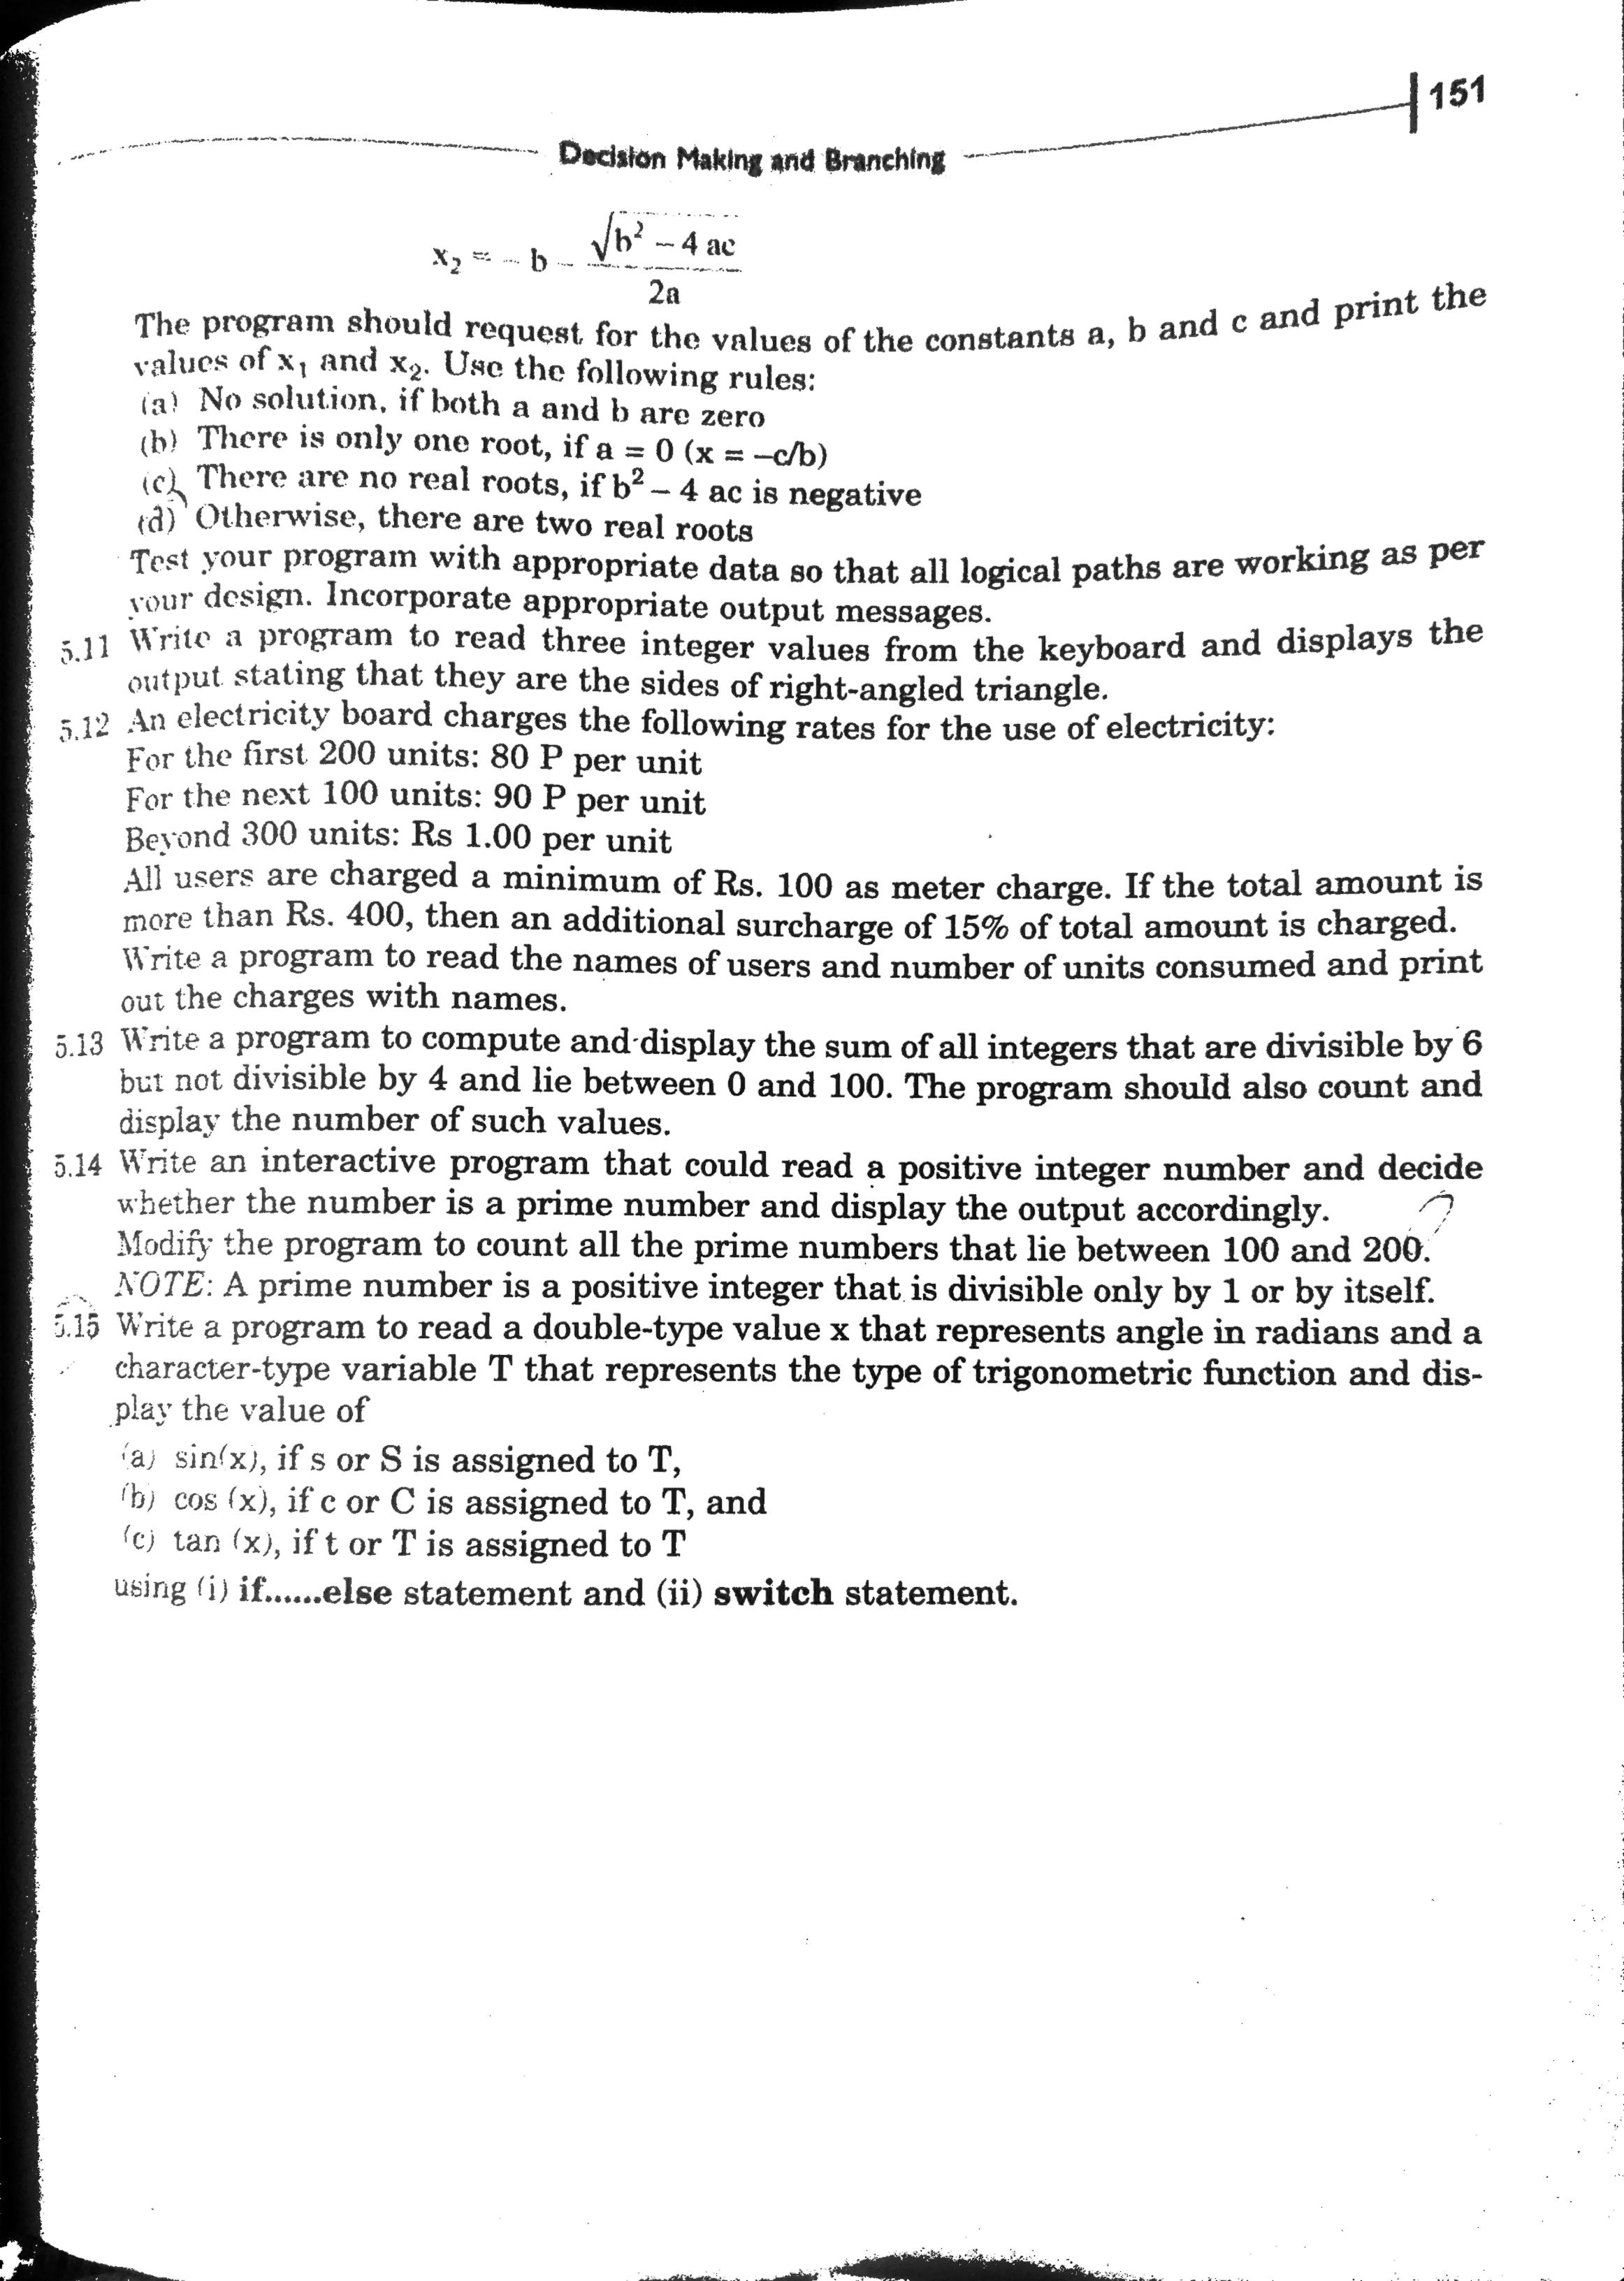 151
Decision Making and Branching
x₂ = - b - √b² - 4 ac
2a
The program should request for the values of the constants a, b and c and print the
values of x₁ and x₂. Use the following rules:
(a) No solution, if both a and b are zero
(b) There is only one root, if a = 0 (x = –c/b)
(c) There are no real roots, if b² – 4 ac is negative
(d) Otherwise, there are two real roots
Test your program with appropriate data so that all logical paths are working as per
your design. Incorporate appropriate output messages.
5.11 Write a program to read three integer values from the keyboard and displays the
output stating that they are the sides of right-angled triangle.
5.12 An electricity board charges the following rates for the use of electricity:
For the first 200 units: 80 P per unit
For the next 100 units: 90 P per unit
Beyond 300 units: Rs 1.00 per unit
All users are charged a minimum of Rs. 100 as meter charge. If the total amount is
more than Rs. 400, then an additional surcharge of 15% of total amount is charged.
Write a program to read the names of users and number of units consumed and print
out the charges with names.
5.13 Write a program to compute and display the sum of all integers that are divisible by 6
but not divisible by 4 and lie between 0 and 100. The program should also count and
display the number of such values.
5.14 Write an interactive program that could read a positive integer number and decide
whether the number is a prime number and display the output accordingly.
Modify the program to count all the prime numbers that lie between 100 and 200.
NOTE: A prime number is a positive integer that is divisible only by 1 or by itself.
5.15 Write a program to read a double-type value x that represents angle in radians and a
character-type variable T that represents the type of trigonometric function and dis-
play the value of
(a) sin(x), if s or S is assigned to T,
(b) cos (x), if c or C is assigned to T, and
(c) tan (x), if t or T is assigned to T
using (i) if......else statement and (ii) switch statement.